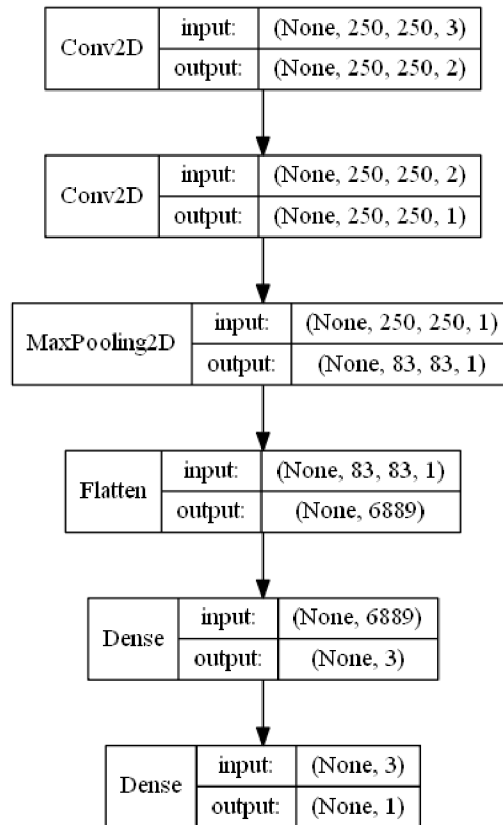 Conv2D
input: (None, 250, 250, 3)
output: (None, 250, 250, 2)
Conv2D
input: (None, 250, 250, 2)
output: (None, 250, 250, 1)
MaxPooling2D
input: (None, 250, 250, 1)
output: (None, 83, 83, 1)
Flatten
input: (None, 83, 83, 1)
output: (None, 6889)
Dense
input: (None, 6889)
output: (None, 3)
Dense
input: (None, 3)
output: (None, 1)